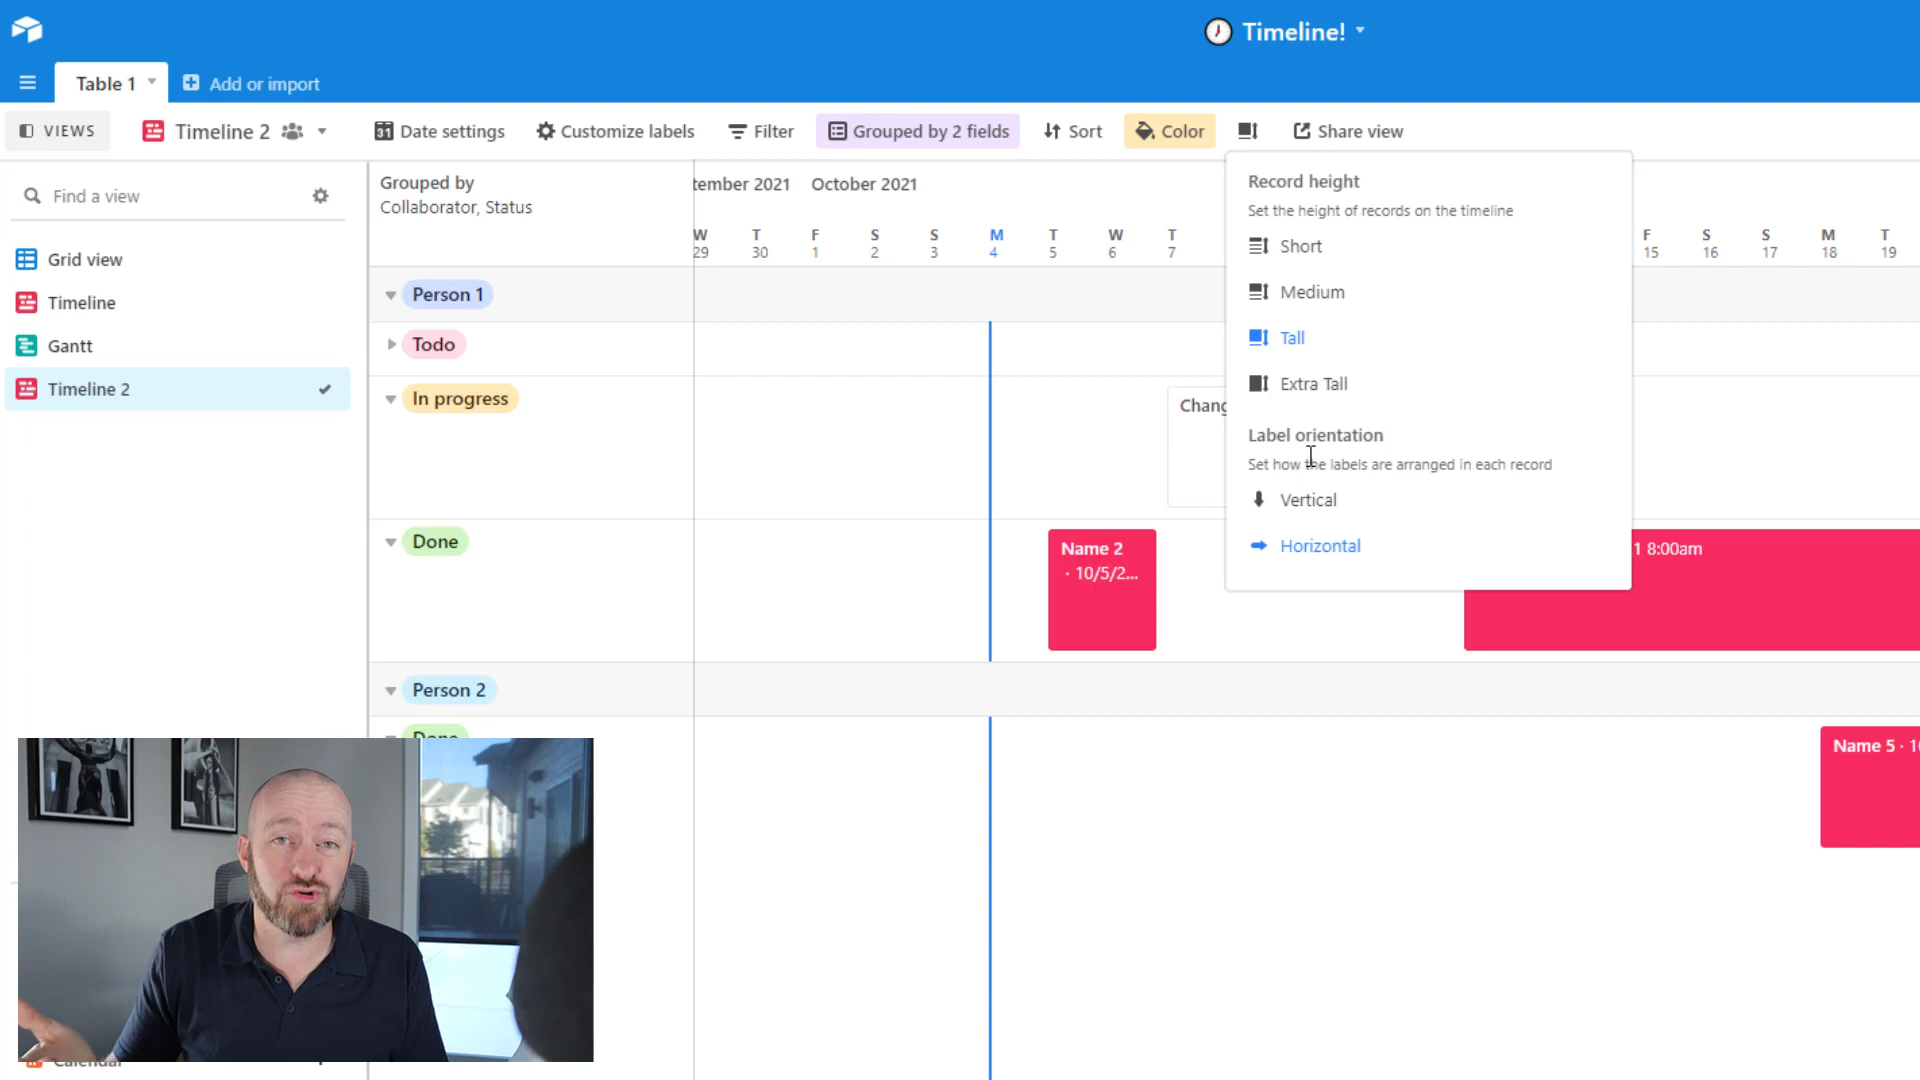 Timeline!
Table 1
Add or import
VIEWS
Timeline 2
31
Date settings
Customize labels
Filter
Grouped by 2 fields
Sort
Color
Share view
Find a view
Grid view
Timeline
Gantt
Timeline 2
Grouped by
Collaborator, Status
tember 2021
October 2021
W T F S S M T W T F S S M T
29 30 1 2 3 4 5 6 7 15 16 17 18 19
Record height
Set the height of records on the timeline
Short
Medium
Tall
Extra Tall
Label orientation
Set how the labels are arranged in each record
Vertical
Horizontal
Person 1
Todo
In progress
Chang
Done
Name 2
· 10/5/2...
1 8:00am
Person 2
Done
Name 5 · 1
Calendar